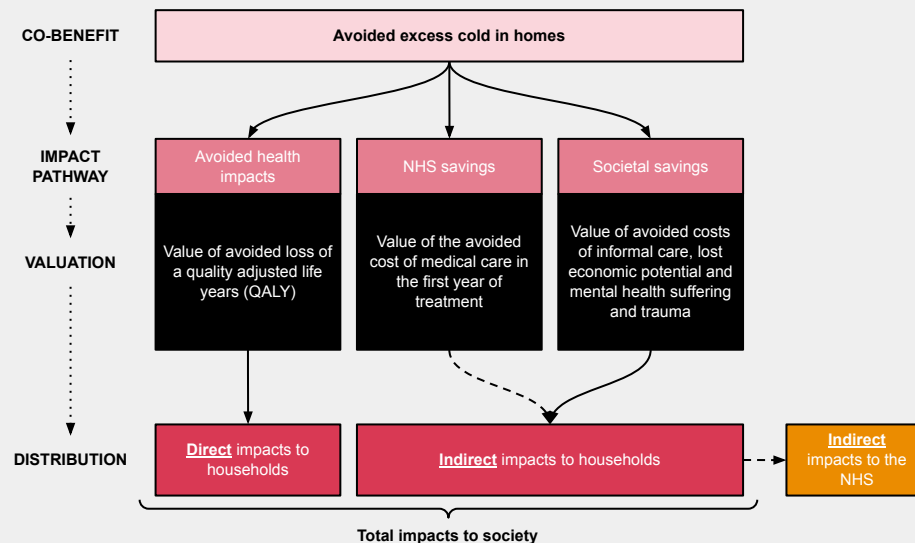 CO-BENEFIT
Avoided excess cold in homes
IMPACT
PATHWAY
Avoided health
impacts
NHS savings
Societal savings
VALUATION
Value of avoided loss of
a quality adjusted life
years (QALY)
Value of the avoided
cost of medical care in
the first year of
treatment
Value of avoided costs
of informal care, lost
economic potential and
mental health suffering
and trauma
DISTRIBUTION
Direct impacts to
households
Indirect impacts to households
Indirect
impacts to the
NHS
Total impacts to society